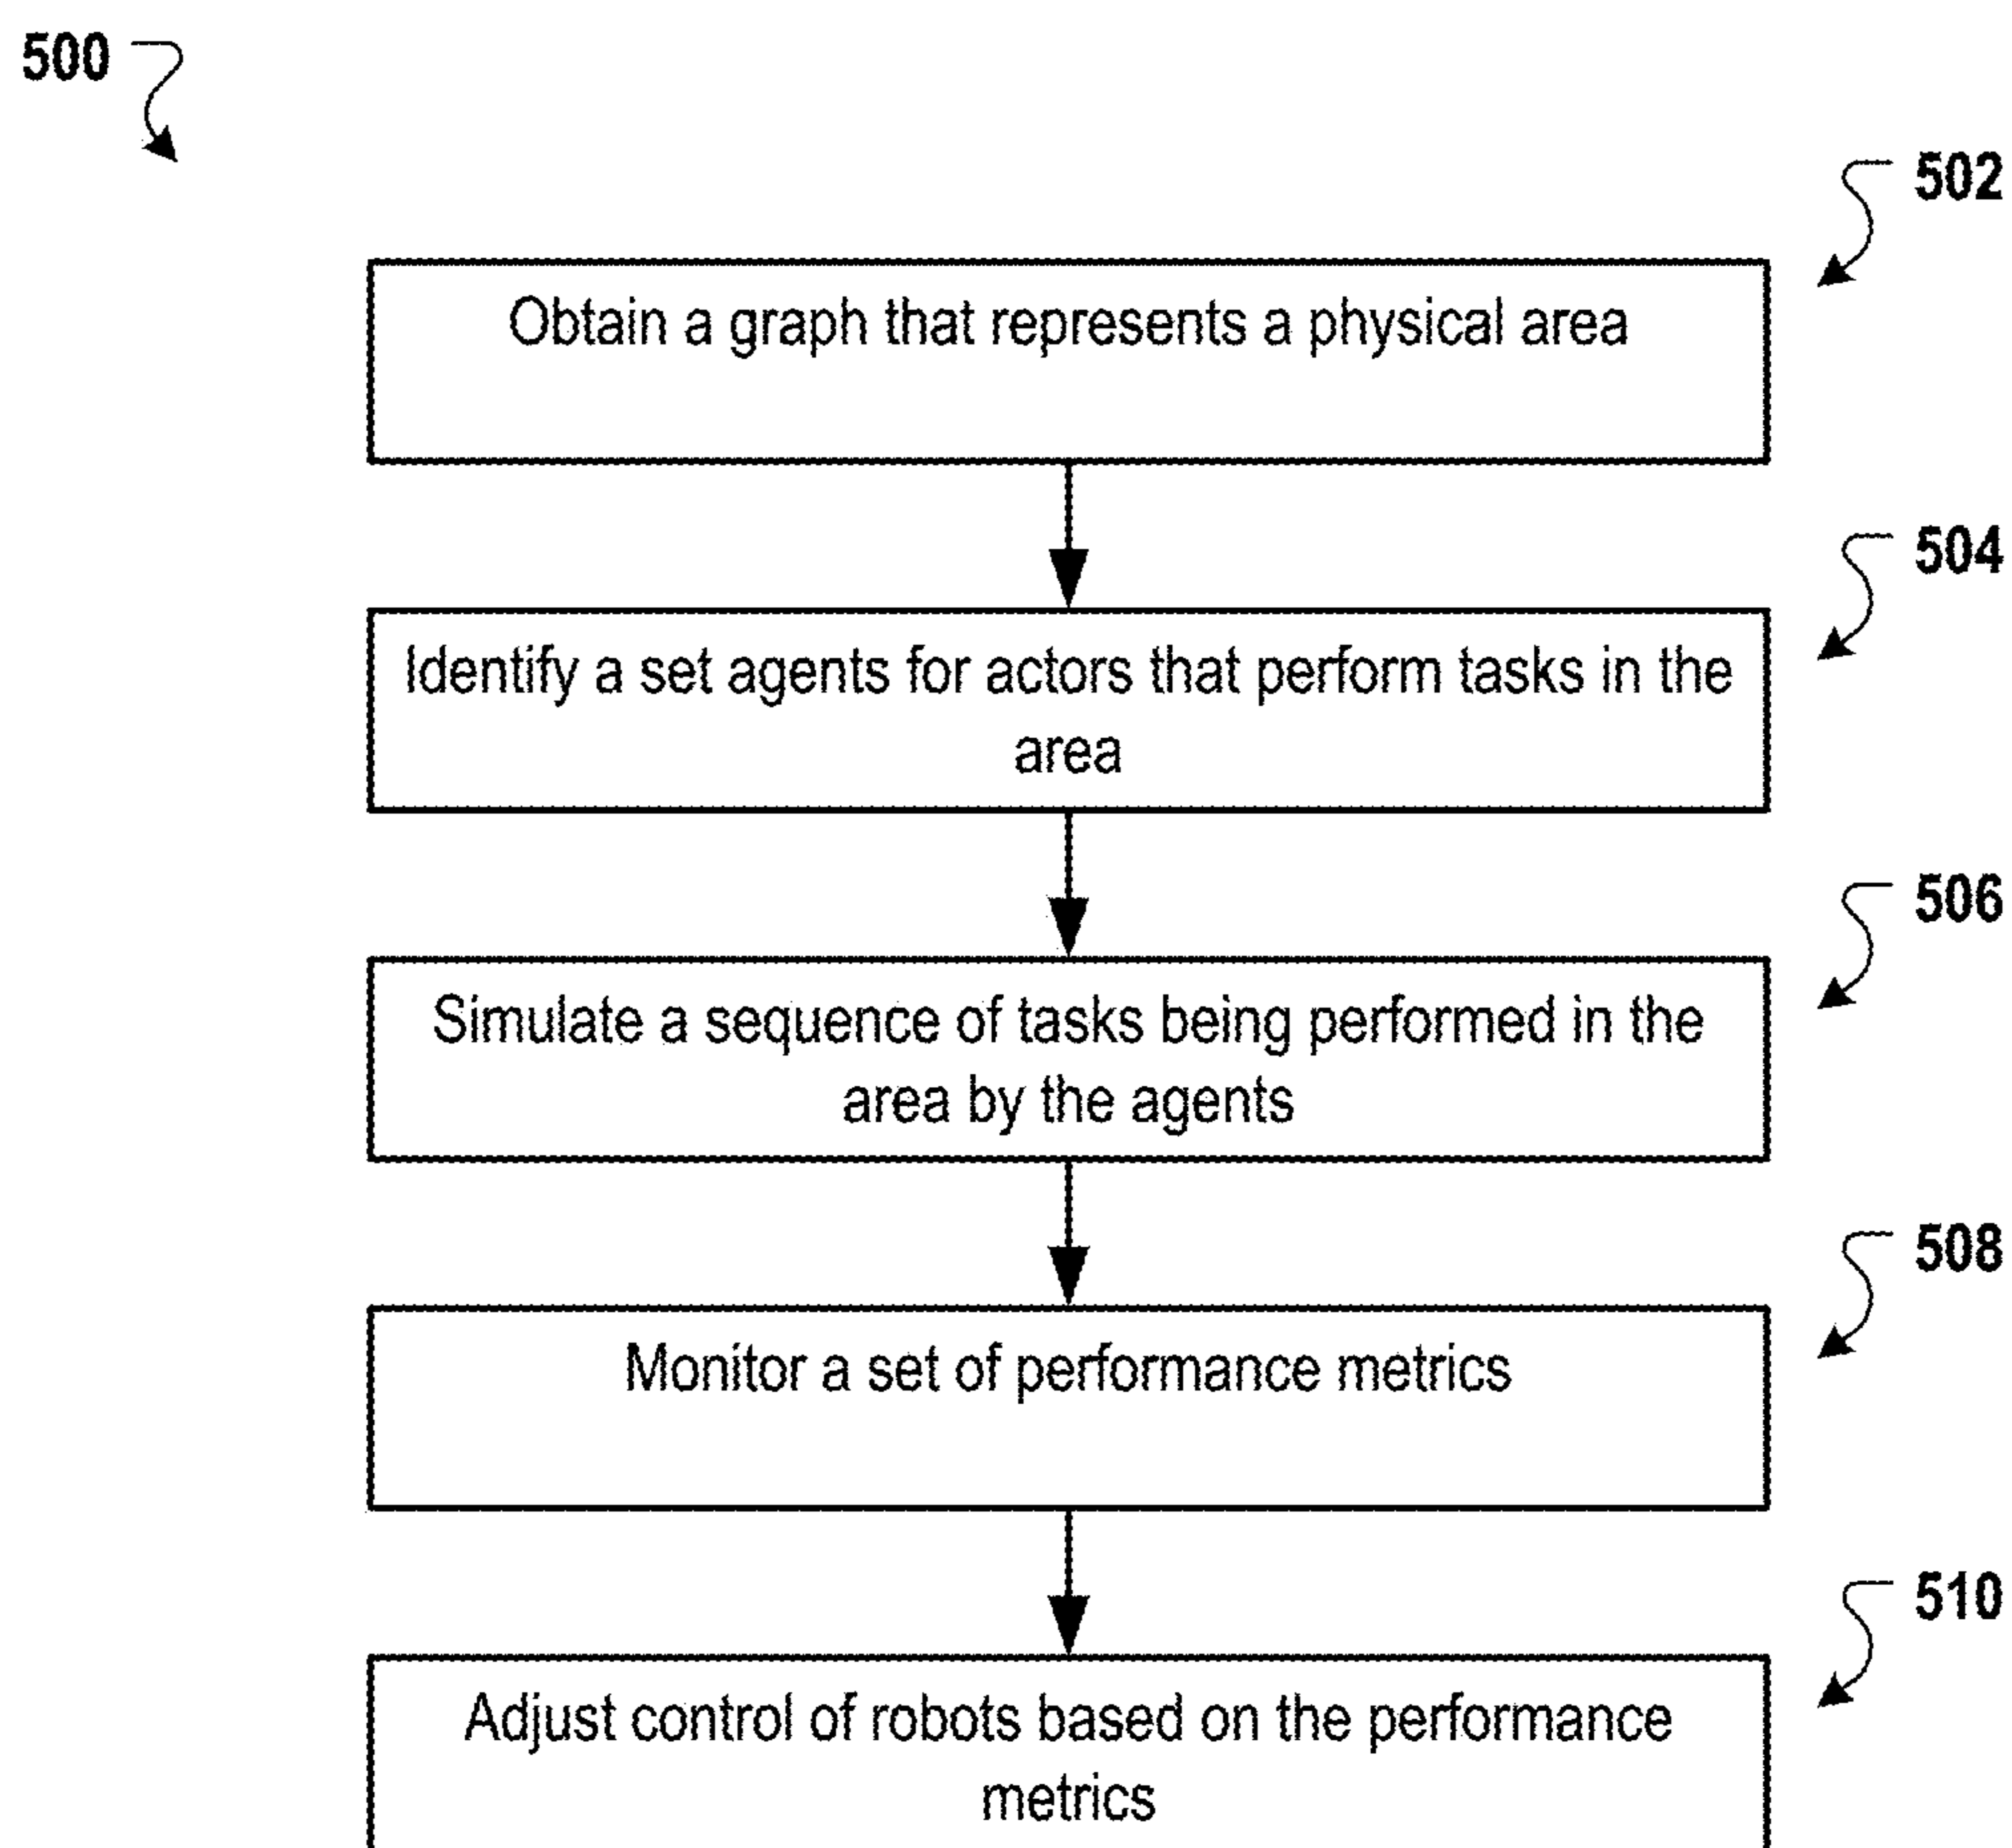 500
502
Obtain a graph that represents a physical area
504
Identify a set agents for actors that perform tasks in the
area
506
Simulate a sequence of tasks being performed in the
area by the agents
508
Monitor a set of performance metrics
510
Adjust control of robots based on the performance
metrics